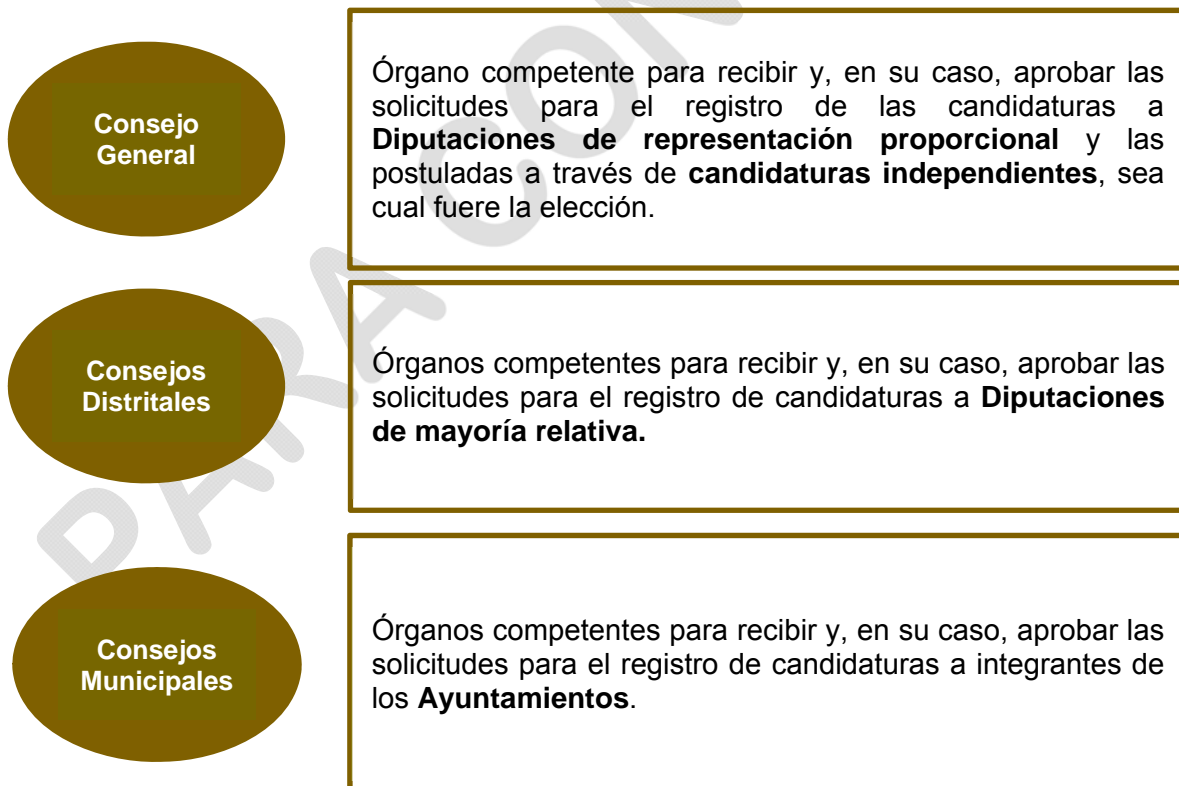 Consejo
General
Órgano competente para recibir y, en su caso, aprobar las
solicitudes para el registro de las candidaturas a
Diputaciones de representación proporcional y las
postuladas a través de candidaturas independientes, sea
cual fuere la elección.
Consejos
Distritales
Órganos competentes para recibir y, en su caso, aprobar las
solicitudes para el registro de candidaturas a Diputaciones
de mayoría relativa.
Consejos
Municipales
Órganos competentes para recibir y, en su caso, aprobar las
solicitudes para el registro de candidaturas a integrantes de
los Ayuntamientos.
PARA CON